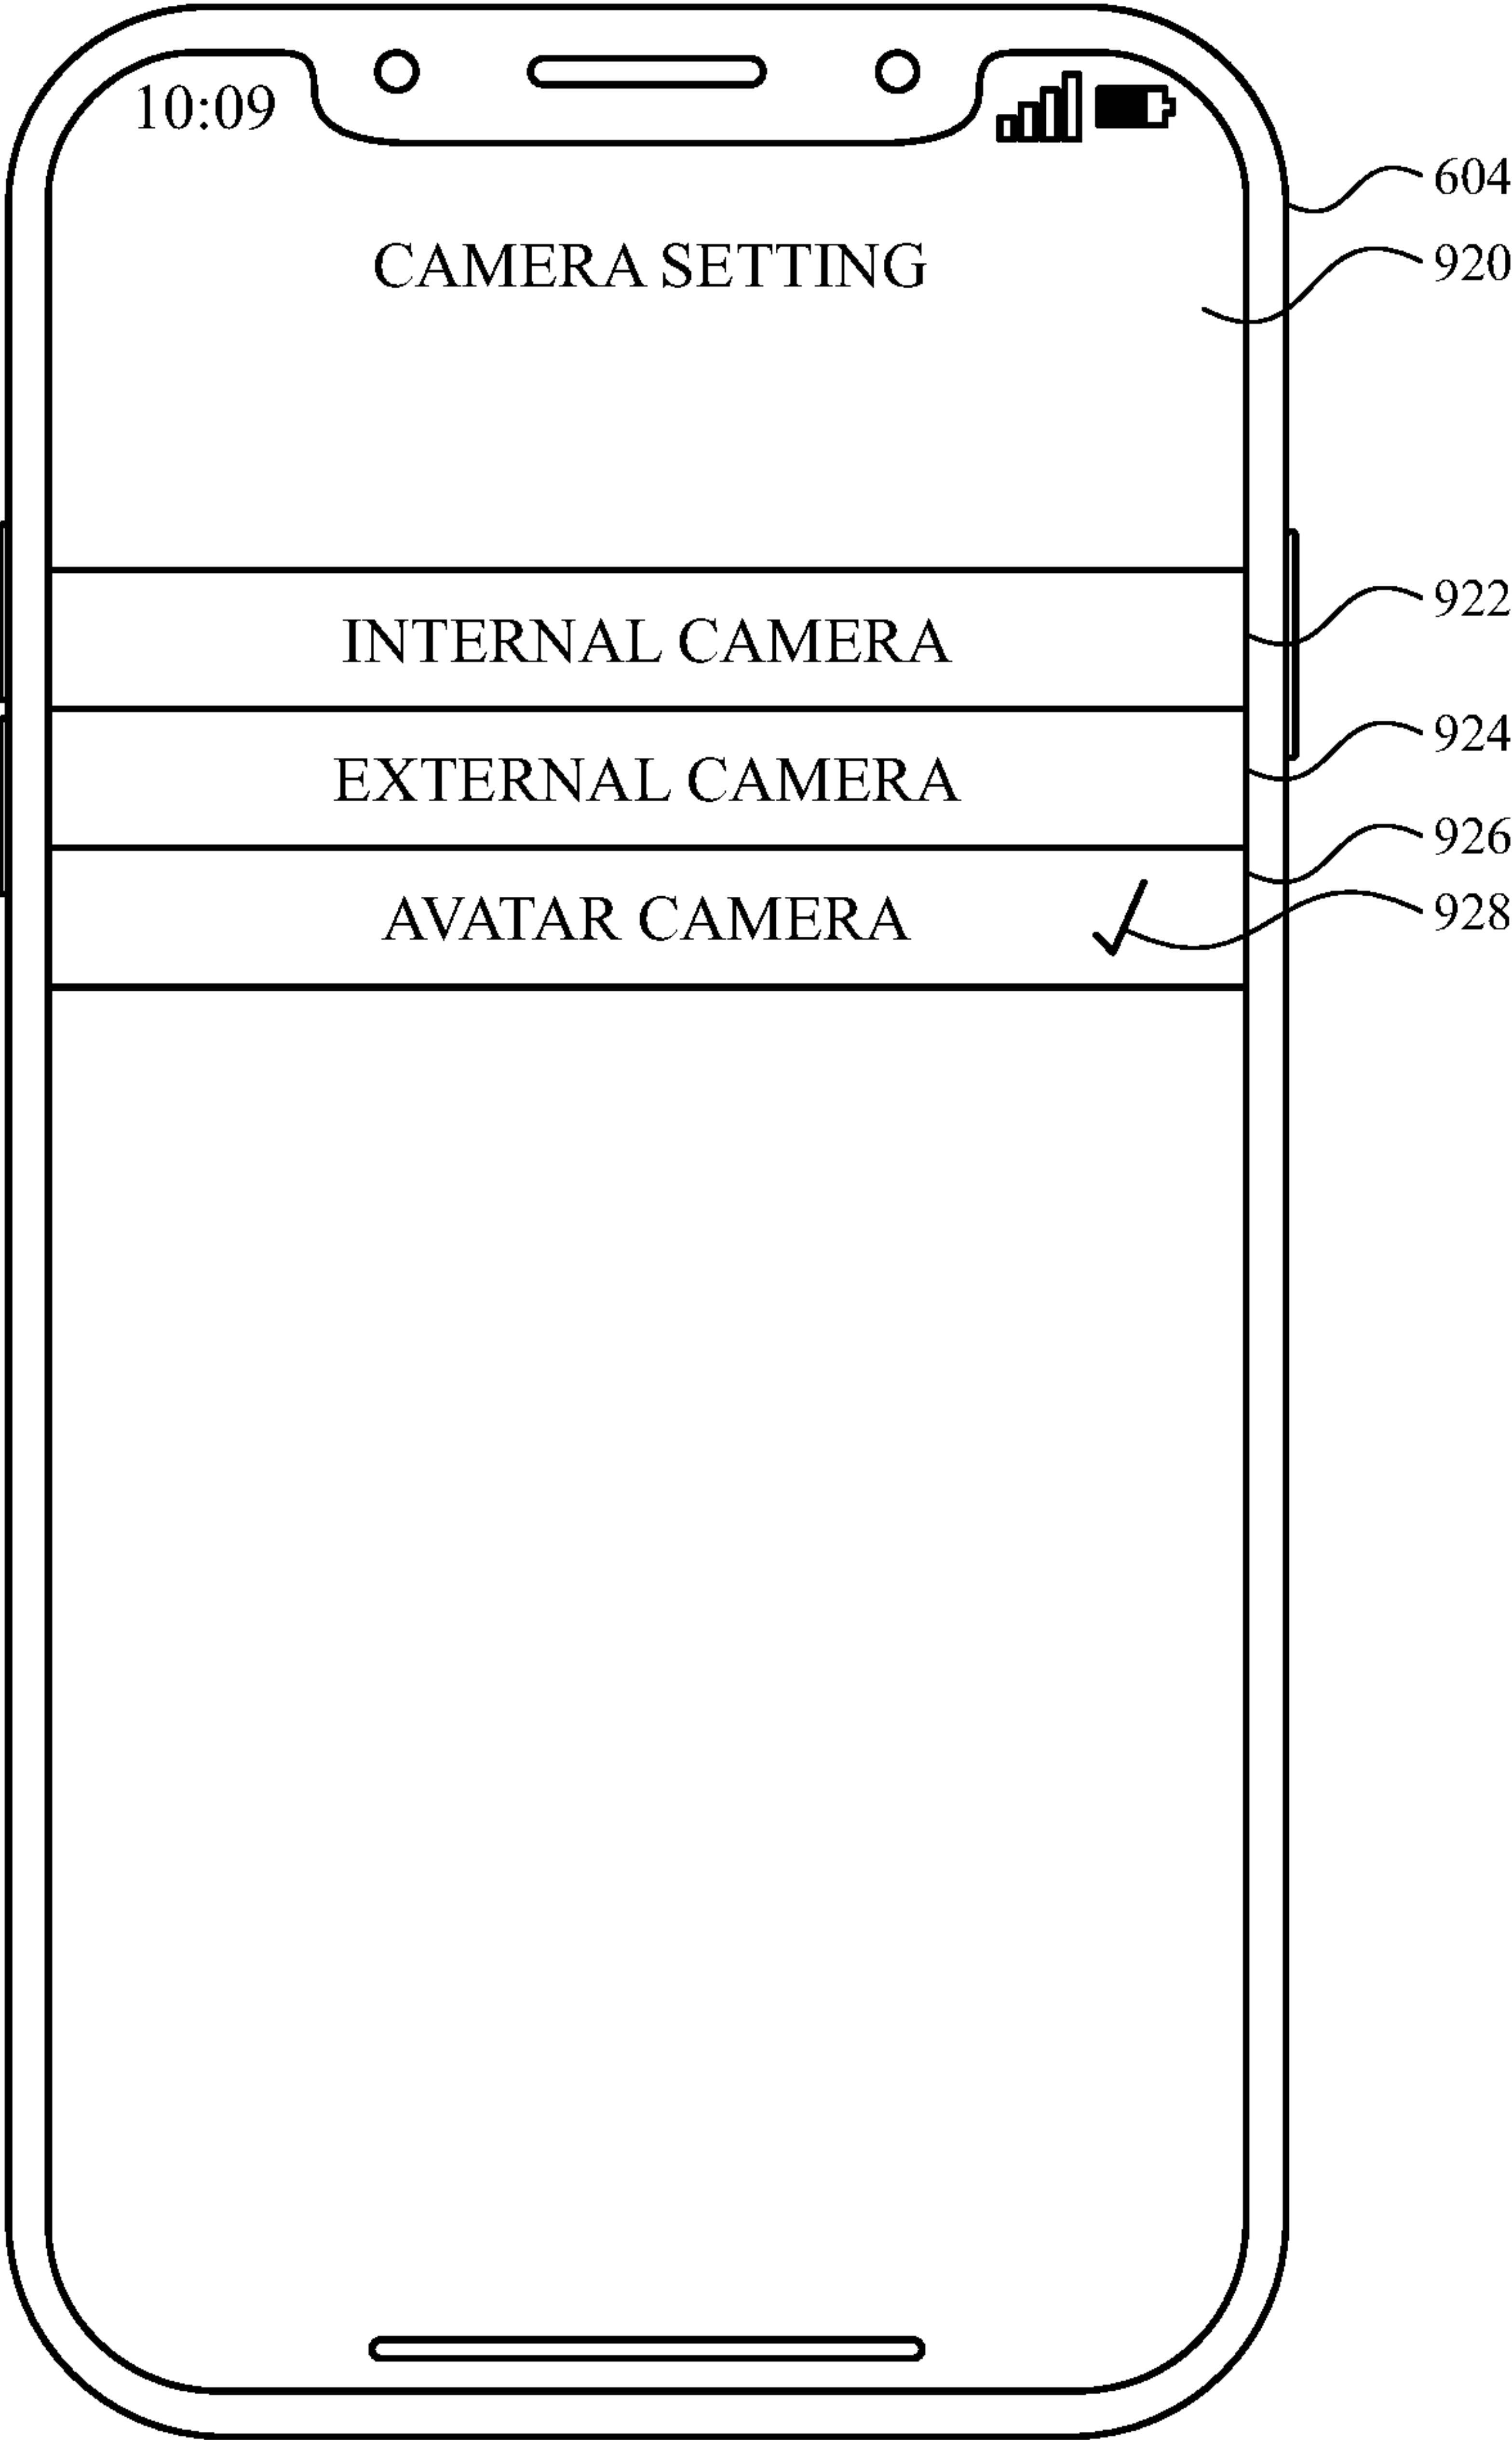 10:09
604
CAMERA SETTING
920
INTERNAL CAMERA
922
EXTERNAL CAMERA
924
926
AVATAR CAMERA
928